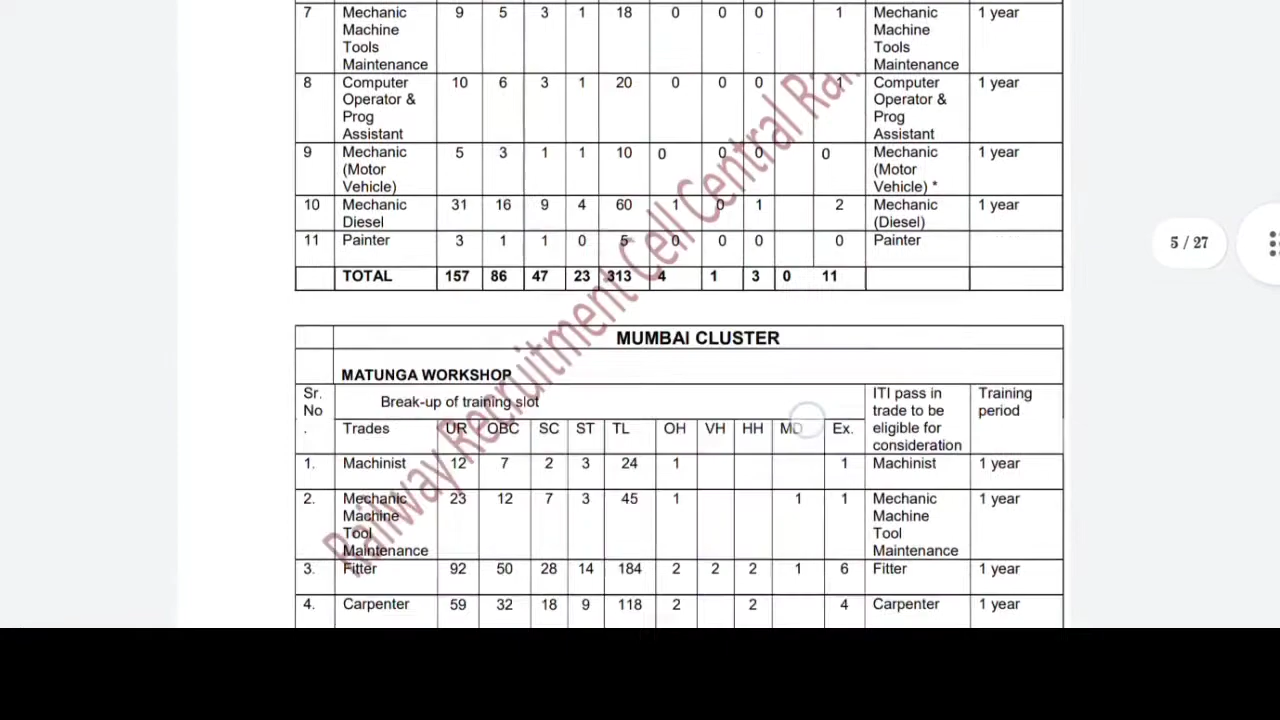 7 Mechanic 9 5 3 1 18 0 0 0 1 Mechanic 1 year
Machine Machine
Tools Tools
Maintenance Maintenance
8 Computer 10 6 3 1 20 0 0 0 1 Computer 1 year
Operator & Operator &
Prog Prog
Assistant Assistant
9 Mechanic 5 3 1 1 10 0 0 0 0 Mechanic 1 year
(Motor (Motor
Vehicle) Vehicle) *
10 Mechanic 31 16 9 4 60 1 0 1 2 Mechanic 1 year
Diesel (Diesel)
11 Painter 3 1 1 0 5 0 0 0 0 Painter
TOTAL 157 86 47 23 313 4 1 3 0 11
5 / 27
MUMBAI CLUSTER
MATUNGA WORKSHOP
Sr. Break-up of training slot ITI pass in Training
No trade to be period
. Trades UR OBC SC ST TL OH VH HH MD Ex. eligible for
consideration
1. Machinist 12 7 2 3 24 1 1 Machinist 1 year
2. Mechanic 23 12 7 3 45 1 1 1 Mechanic 1 year
Machine Machine
Tool Tool
Maintenance Maintenance
3. Fitter 92 50 28 14 184 2 2 2 1 6 Fitter 1 year
4. Carpenter 59 32 18 9 118 2 2 4 Carpenter 1 year
Railway Recruitment Cell Central